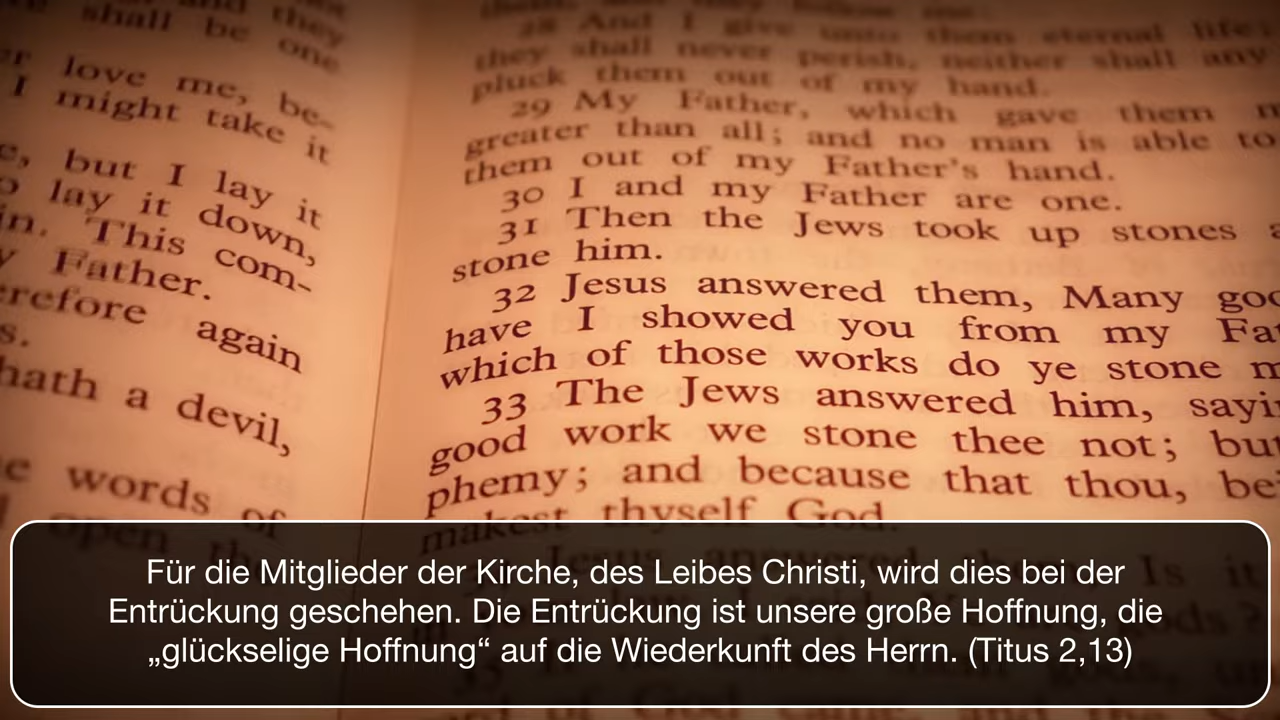 they
shall be one
love me, be-
I might take it
but I lay it
lay it down,
This com-
Father.
again
hath a devil,
words of
open
28 And I give unto them eternal life;
they shall never perish, neither shall any
pluck them out of my hand.
29 My Father, which gave them
greater than all; and no man is able to
them out of my Father's hand.
30 I and my Father are one.
31 Then the Jews took up stones
stone him.
32 Jesus answered them, Many
have I showed you from my
which of those works do ye stone
33 The Jews answered him,
good work we stone thee not;
phemy; and because that thou,
makest thyself God.
Jesus answered Is it
Für die Mitglieder der Kirche, des Leibes Christi, wird dies bei der
Entrückung geschehen. Die Entrückung ist unsere große Hoffnung, die
„glückselige Hoffnung“ auf die Wiederkunft des Herrn. (Titus 2,13)